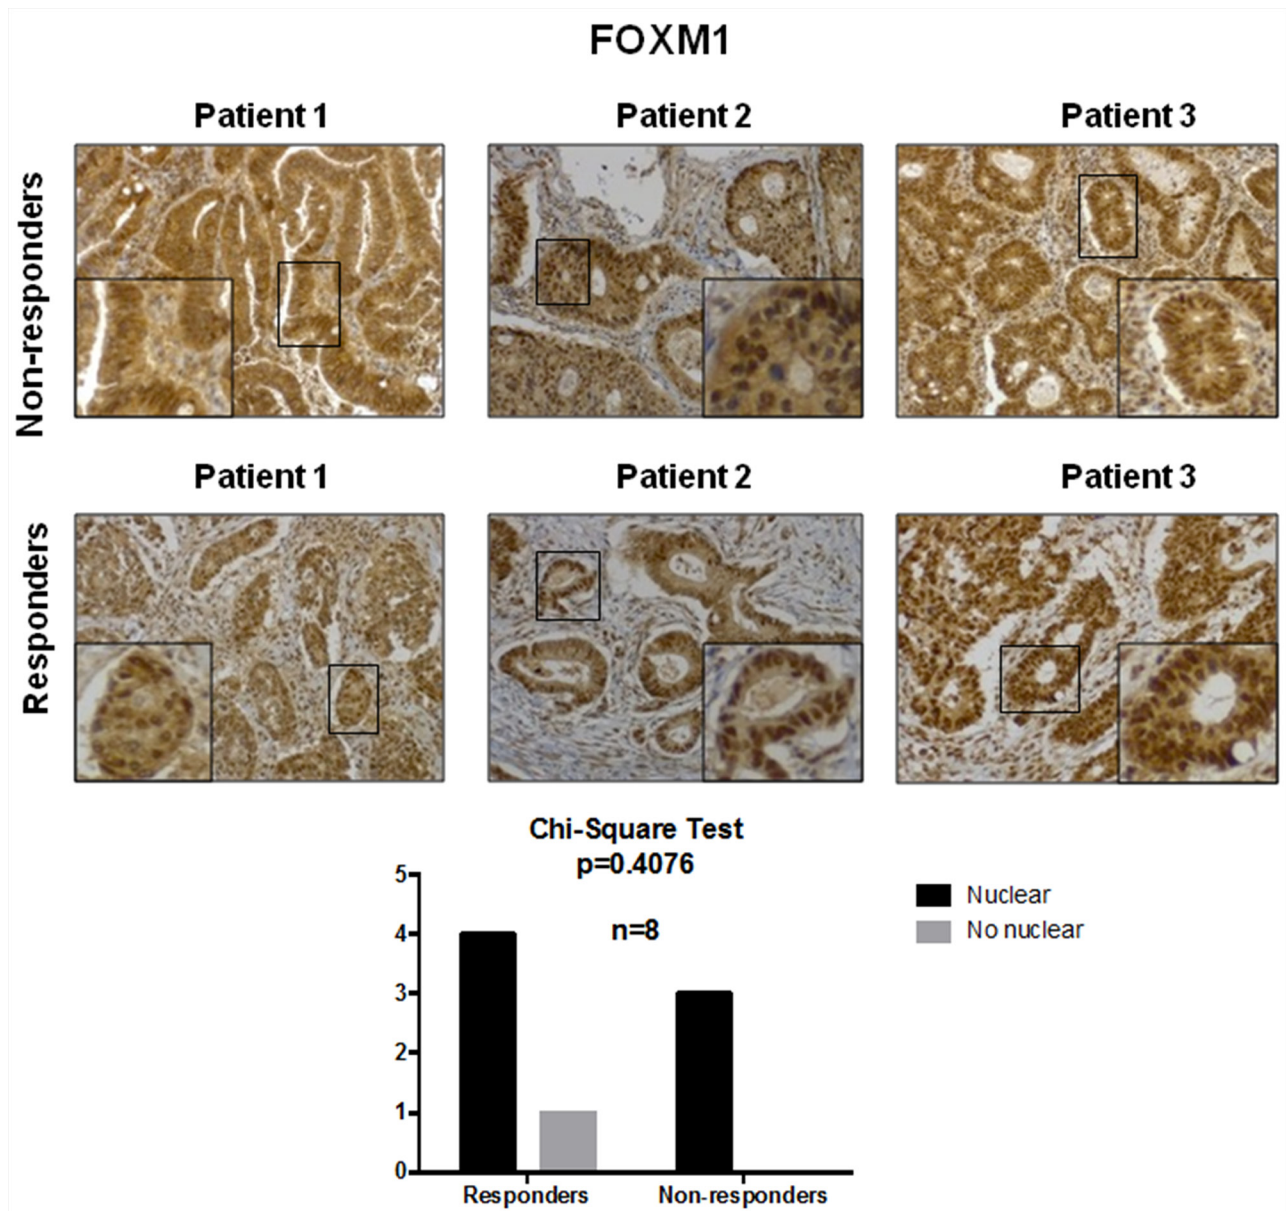 FOXM1
Patient 1
Patient 2
Patient 3
Non-responders
Patient 1
Patient 2
Patient 3
Responders
Chi-Square Test
p=0.4076
n=8
5
4
3
2
1
0
Nuclear
No nuclear
Responders
Non-responders